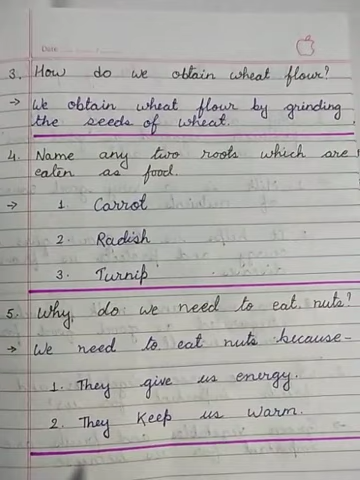 Date
3. How do we obtain wheat flour?
→ We obtain wheat flour by grinding
the seeds of wheat.
4. Name any two roots which are
eaten as food.
→ 1. Carrot
2. Radish
3. Turnip
5. Why, do we need to eat nuts?
→ We need to eat nuts because-
1. They give us energy.
2. They Keep us warm.